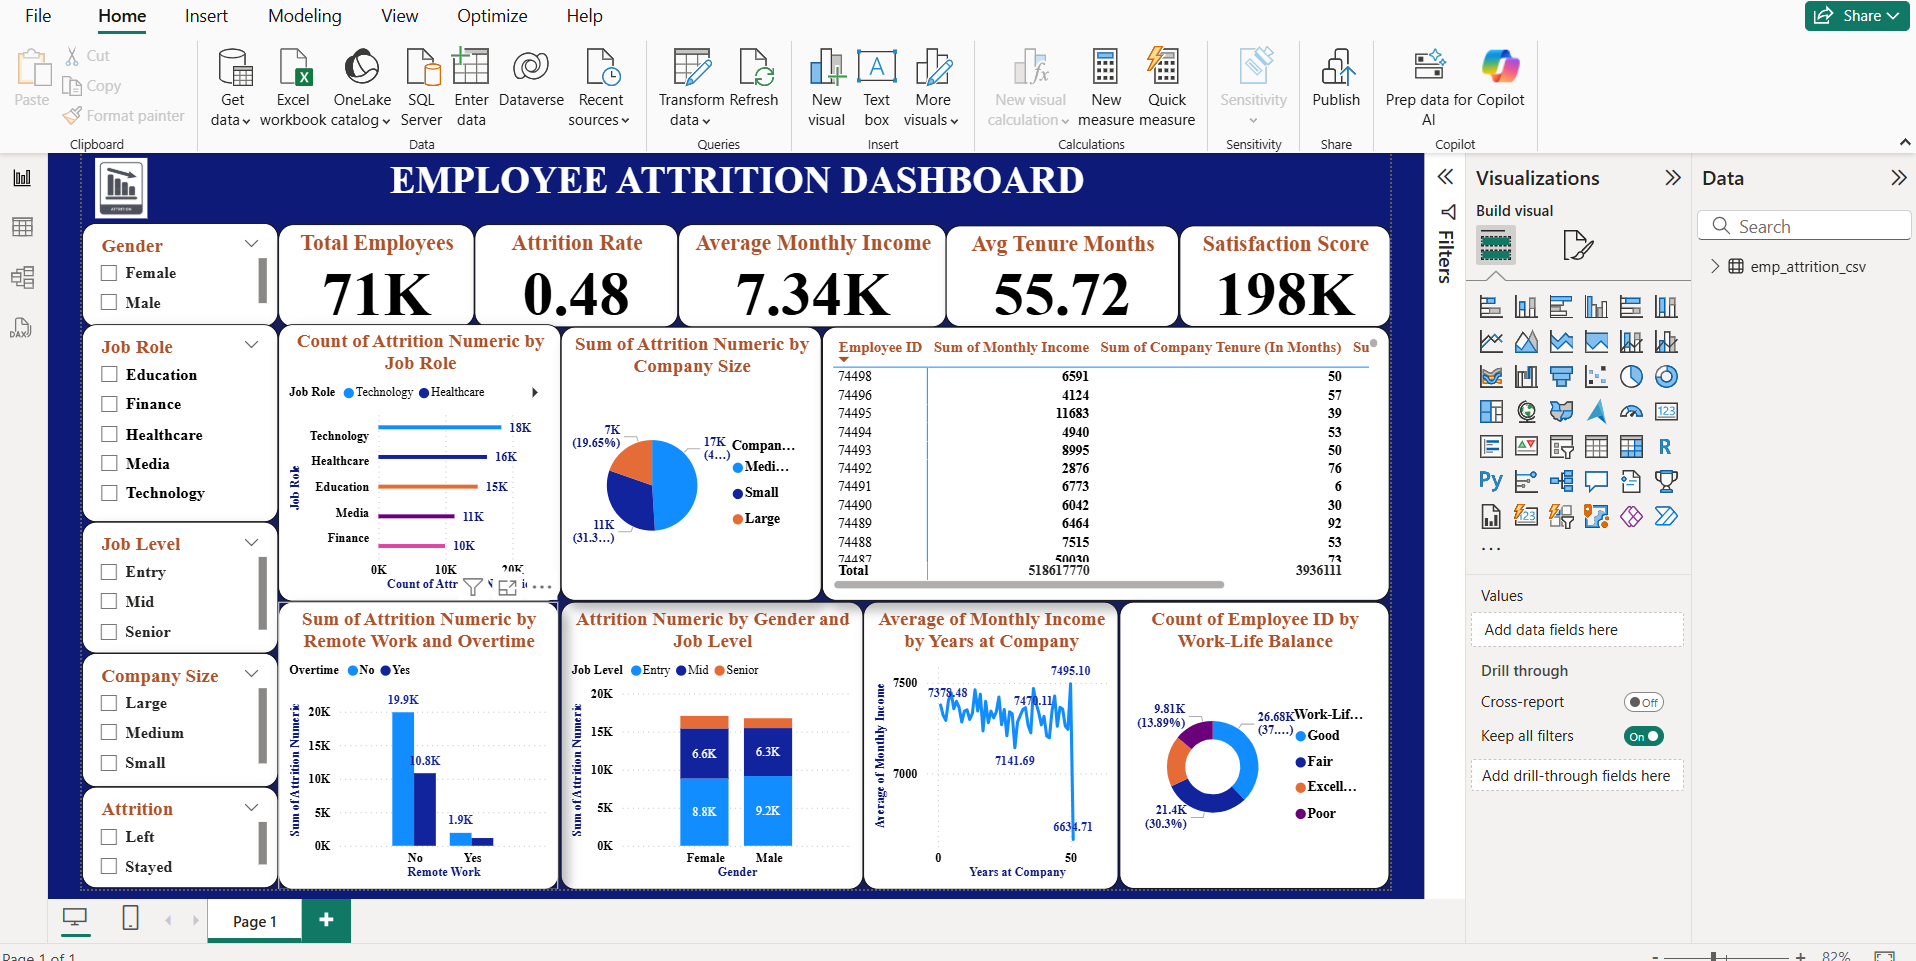 File Home Insert Modeling View Optimize Help Share
Paste
Cut
Copy
Format painter
Clipboard
Get data
Excel workbook
OneLake catalog
SQL Server
Enter data
Dataverse
Recent sources
Data
Transform data
Refresh
Queries
New visual
Text box
More visuals
Insert
New visual calculation
New measure
Quick measure
Calculations
Sensitivity
Sensitivity
Publish
Share
Prep data for AI
Copilot
Copilot
DAX
ATTRITION
EMPLOYEE ATTRITION DASHBOARD
Gender
Female
Male
Total Employees
71K
Attrition Rate
0.48
Average Monthly Income
7.34K
Avg Tenure Months
55.72
Satisfaction Score
198K
Job Role
Education
Finance
Healthcare
Media
Technology
Job Level
Entry
Mid
Senior
Company Size
Large
Medium
Small
Attrition
Left
Stayed
Count of Attrition Numeric by
Job Role
Job Role Technology Healthcare
Job Role
Technology 18K
Healthcare 16K
Education 15K
Media 11K
Finance 10K
0K 10K 20K
Count of Attr
Sum of Attrition Numeric by
Company Size
7K
(19.65%)
17K
(4...)
11K
(31.3...)
Compan...
Medi...
Small
Large
Employee ID Sum of Monthly Income Sum of Company Tenure (In Months) Su
74498 6591 50
74496 4124 57
74495 11683 39
74494 4940 53
74493 8995 50
74492 2876 76
74491 6773 6
74490 6042 30
74489 6464 92
74488 7515 53
74487 50030 73
Total 518617770 3936111
Sum of Attrition Numeric by
Remote Work and Overtime
Overtime No Yes
Sum of Attrition Numeric
20K
15K
10K
5K
0K
19.9K
10.8K
1.9K
No Yes
Remote Work
Attrition Numeric by Gender and
Job Level
Job Level Entry Mid Senior
Sum of Attrition Numeric
20K
15K
10K
5K
0K
6.6K 6.3K
8.8K 9.2K
Female Male
Gender
Average of Monthly Income
by Years at Company
Average of Monthly Income
7500
7000
7495.10
7378.48
7470.11
7141.69
6634.71
0 50
Years at Company
Count of Employee ID by
Work-Life Balance
9.81K
(13.89%)
26.68K
(37....)
21.4K
(30.3%)
Work-Lif...
Good
Fair
Excell...
Poor
Filters
Visualizations
Build visual
123
R
Py
123
Values
Add data fields here
Drill through
Cross-report Off
Keep all filters On
Add drill-through fields here
Data
Search
emp_attrition_csv
Page 1
Page 1 of 1
82%